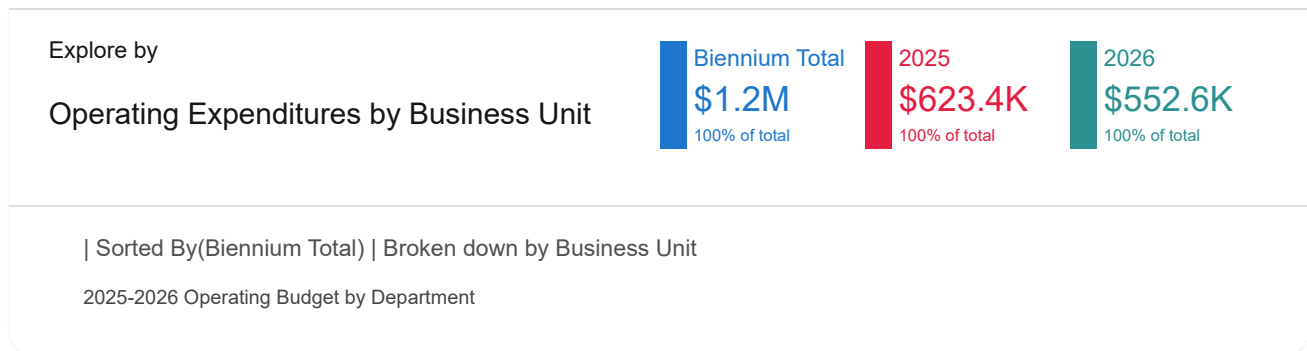 Explore by
Operating Expenditures by Business Unit
Biennium Total
$1.2M
100% of total
2025
$623.4K
100% of total
2026
$552.6K
100% of total
| Sorted By(Biennium Total) | Broken down by Business Unit
2025-2026 Operating Budget by Department